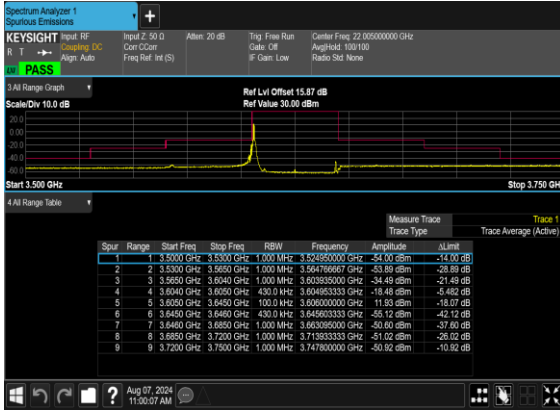 Spectrum Analyzer 1
Spurious Emissions
+
KEYSIGHT Input: RF Input Z: 50 Ω Atten: 20 dB Trig: Free Run Center Freq: 22.005000000 GHz
R T Coupling: DC Corr CCorr Gate: Off Avg|Hold: 100/100
Align: Auto Freq Ref: Int (S) IF Gain: Low Radio Std: None
PASS
3 All Range Graph
Ref Lvl Offset 15.87 dB
Scale/Div 10.0 dB Ref Value 30.00 dBm
20.0
0.00
-20.0
-40.0
-60.0
Start 3.500 GHz Stop 3.750 GH
4 All Range Table
Measure Trace Trace 1
Trace Type Trace Average (Active)
Spur Range Start Freq Stop Freq RBW Frequency Amplitude ΔLimit
1 1 3.5000 GHz 3.5300 GHz 1.000 MHz 3.524950000 GHz -54.00 dBm -14.00 dB
2 2 3.5300 GHz 3.5650 GHz 1.000 MHz 3.564766667 GHz -53.89 dBm -28.89 dB
3 3 3.5650 GHz 3.6040 GHz 1.000 MHz 3.603935000 GHz -34.49 dBm -21.49 dB
4 4 3.6040 GHz 3.6050 GHz 430.0 kHz 3.604953333 GHz -18.48 dBm -5.482 dB
5 5 3.6050 GHz 3.6450 GHz 100.0 kHz 3.606000000 GHz 11.93 dBm -18.07 dB
6 6 3.6450 GHz 3.6460 GHz 430.0 kHz 3.645603333 GHz -55.12 dBm -42.12 dB
7 7 3.6460 GHz 3.6850 GHz 1.000 MHz 3.663095000 GHz -50.60 dBm -37.60 dB
8 8 3.6850 GHz 3.7200 GHz 1.000 MHz 3.713933333 GHz -51.02 dBm -26.02 dB
9 9 3.7200 GHz 3.7500 GHz 1.000 MHz 3.747800000 GHz -50.92 dBm -10.92 dB
? Aug 07, 2024
11:00:07 AM